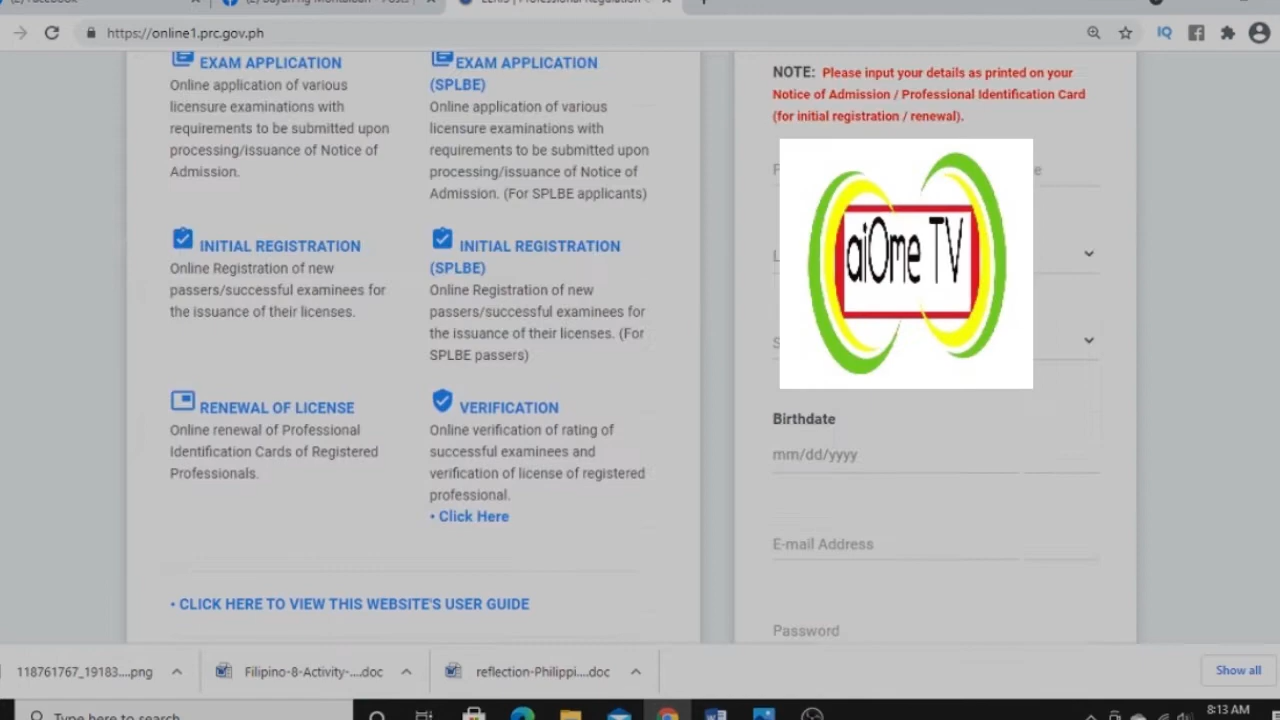 https://online1.prc.gov.ph
EXAM APPLICATION
Online application of various
licensure examinations with
requirements to be submitted upon
processing/issuance of Notice of
Admission.
EXAM APPLICATION
(SPLBE)
Online application of various
licensure examinations with
requirements to be submitted upon
processing/issuance of Notice of
Admission. (For SPLBE applicants)
INITIAL REGISTRATION
Online Registration of new
passers/successful examinees for
the issuance of their licenses.
INITIAL REGISTRATION
(SPLBE)
Online Registration of new
passers/successful examinees for
the issuance of their licenses. (For
SPLBE passers)
RENEWAL OF LICENSE
Online renewal of Professional
Identification Cards of Registered
Professionals.
VERIFICATION
Online verification of rating of
successful examinees and
verification of license of registered
professional.
• Click Here
• CLICK HERE TO VIEW THIS WEBSITE'S USER GUIDE
NOTE: Please input your details as printed on your
Notice of Admission / Professional Identification Card
(for initial registration / renewal).
aiOme TV
Birthdate
mm/dd/yyyy
E-mail Address
Password
118761767_19183....png
Filipino-8-Activity-....doc
reflection-Philippi....doc
Show all
Type here to search
8:13 AM